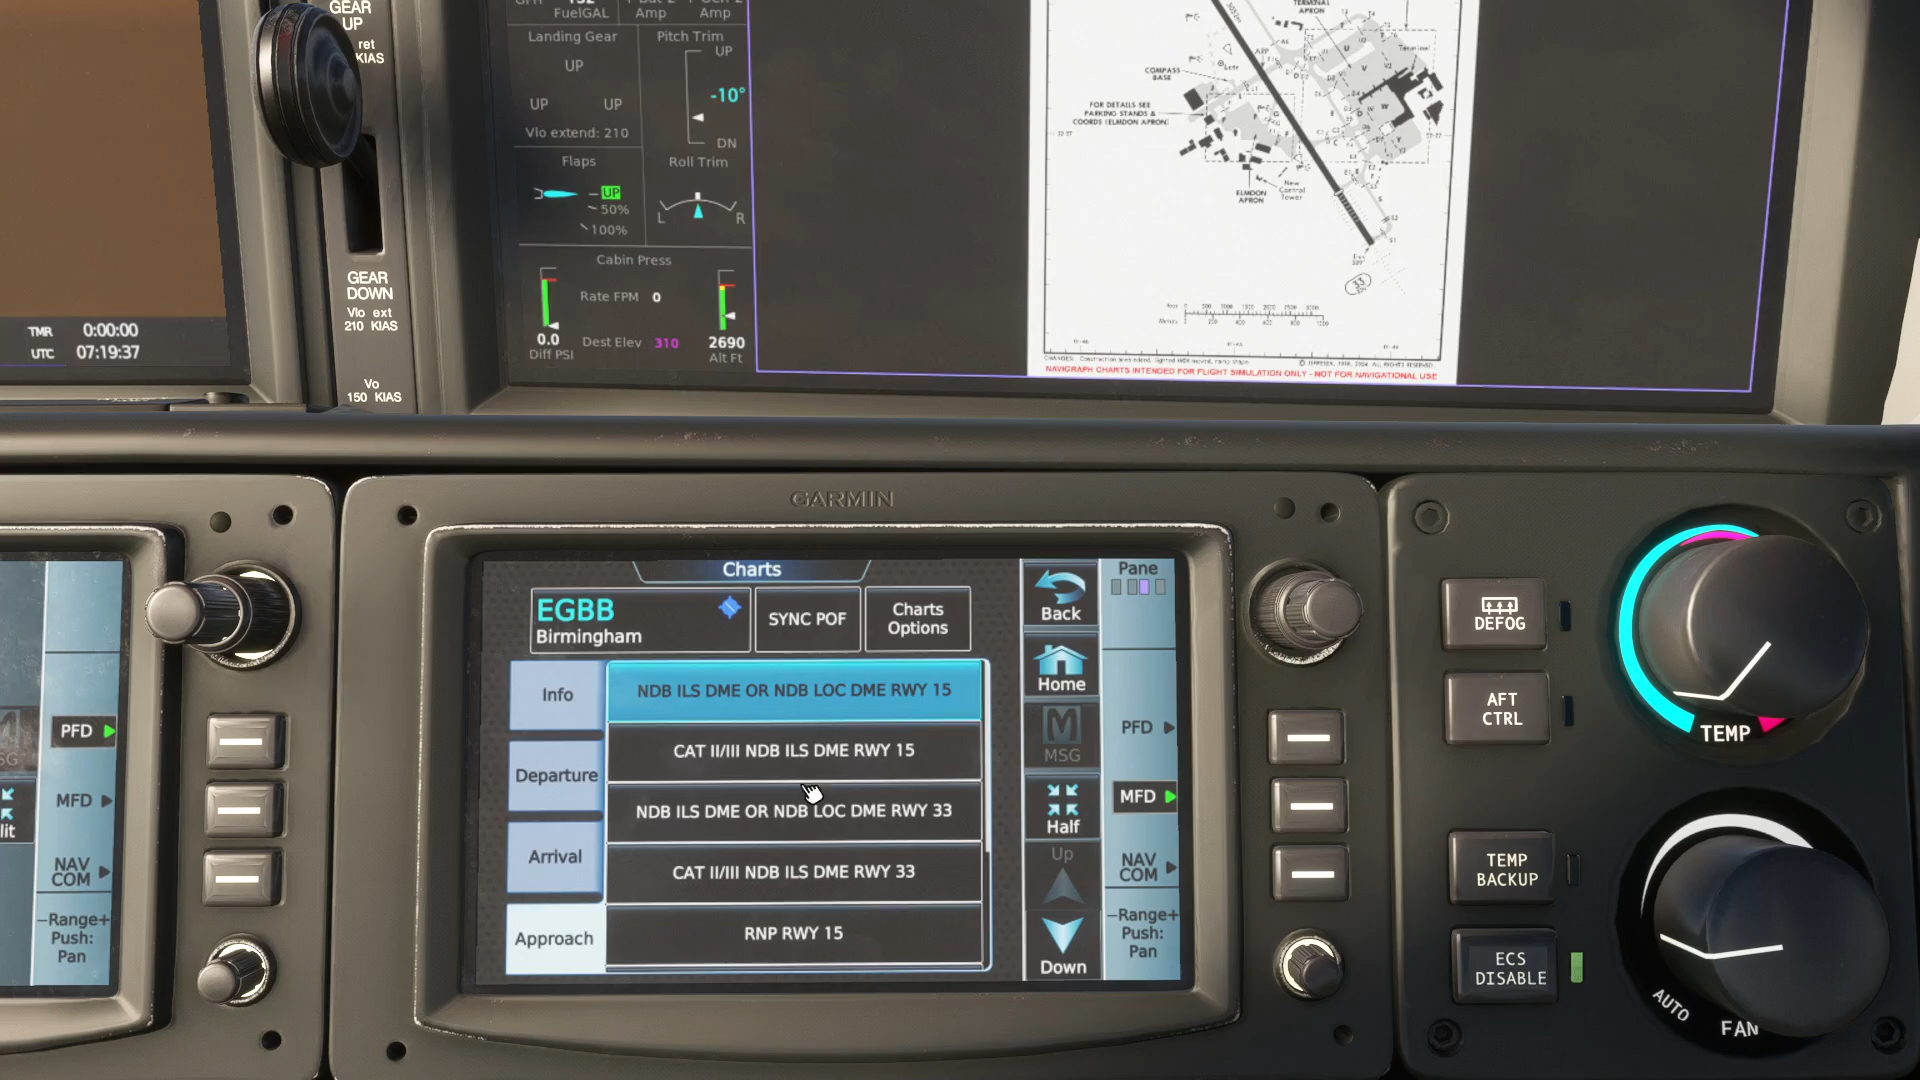 GEAR
UP
ret
KIAS
FuelGAL
Amp
Amp
Landing Gear
UP
UP UP
Vlo extend: 210
Pitch Trim
UP
-10°
DN
Roll Trim
L R
Flaps
UP
50%
100%
Cabin Press
Rate FPM 0
0.0
Diff PSI
Dest Elev 310
2690
Alt Ft
GEAR
DOWN
Vlo ext
210 KIAS
Vo
150 KIAS
TMR 0:00:00
UTC 07:19:37
TERMINAL
APRON
Terminal
COMPASS
BASE
FOR DETAILS SEE
PARKING STANDS &
COORDS (ELMDON APRON)
ELMDON
APRON
New
Control
Tower
33
NAVIGRAPH CHARTS INTENDED FOR FLIGHT SIMULATION ONLY - NOT FOR NAVIGATIONAL USE
GARMIN
Charts
EGBB
Birmingham
SYNC POF
Charts
Options
Info
Departure
Arrival
Approach
NDB ILS DME OR NDB LOC DME RWY 15
CAT II/III NDB ILS DME RWY 15
NDB ILS DME OR NDB LOC DME RWY 33
CAT II/III NDB ILS DME RWY 33
RNP RWY 15
Back
Home
MSG
Half
Up
Down
Pane
PFD
MFD
NAV
COM
-Range+
Push:
Pan
PFD
MFD
NAV
COM
-Range+
Push:
Pan
DEFOG
AFT
CTRL
TEMP
BACKUP
ECS
DISABLE
TEMP
AUTO
FAN